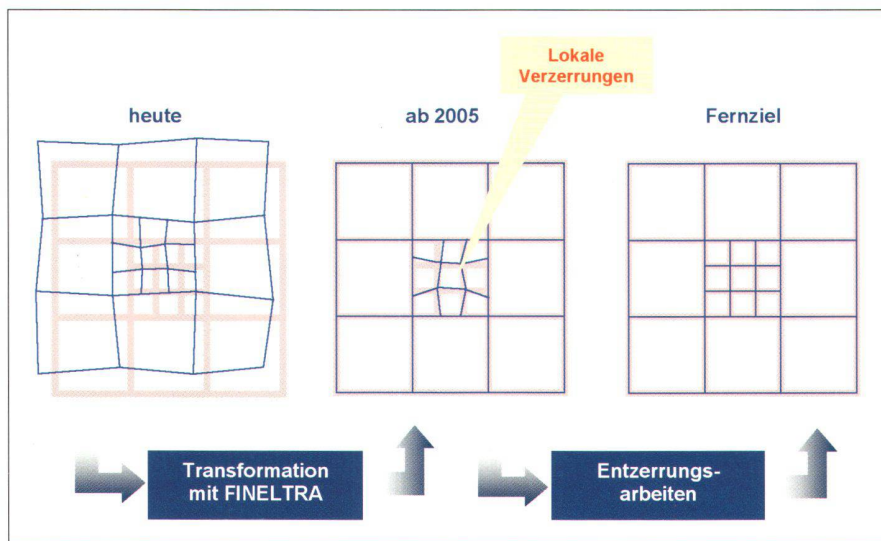 Lokale
Verzerrungen
heute
ab 2005
Fernziel
Transformation
mit FINELTRA
Entzerrungs-
arbeiten